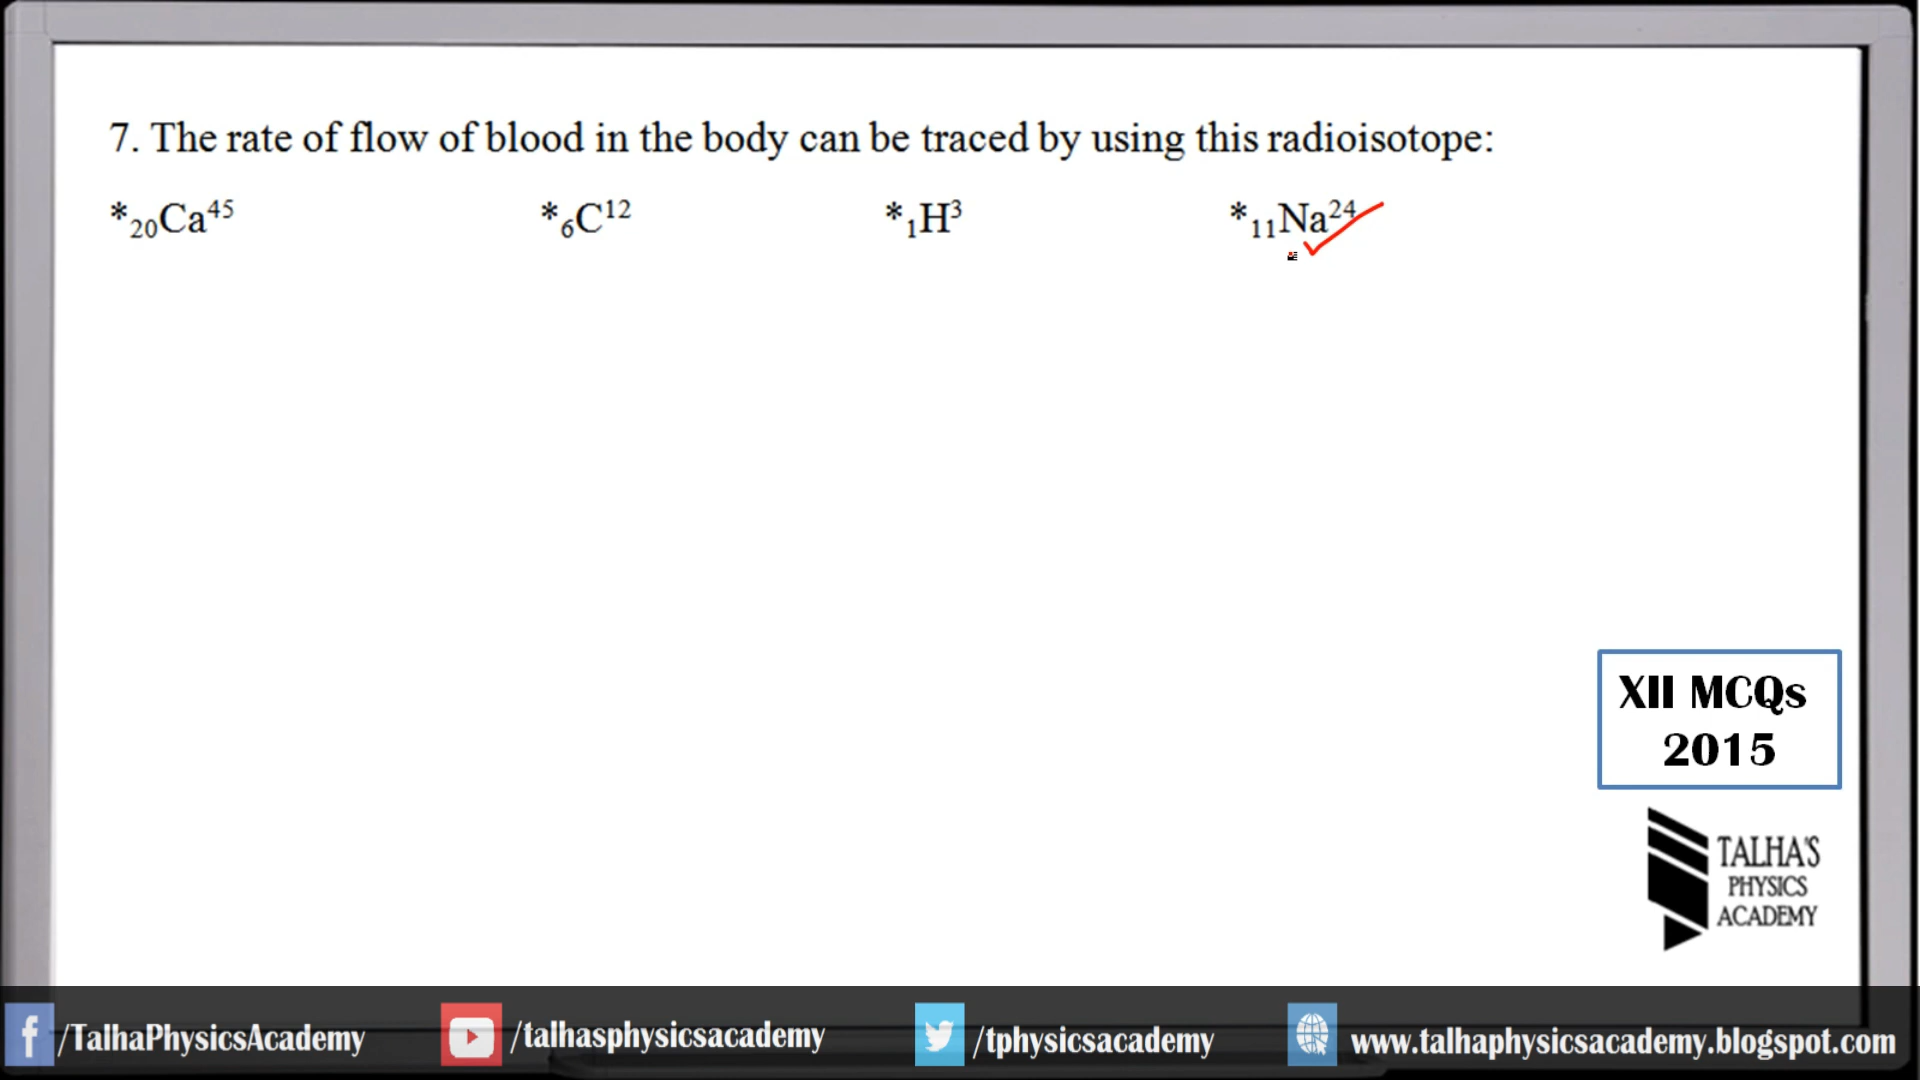 7. The rate of flow of blood in the body can be traced by using this radioisotope:
*₂₀Ca⁴⁵ *₆C¹² *₁H³ *₁₁Na²⁴
XII MCQs
2015
TALHA'S
PHYSICS
ACADEMY
/TalhaPhysicsAcademy /talhasphysicsacademy /tphysicsacademy www.talhaphysicsacademy.blogspot.com